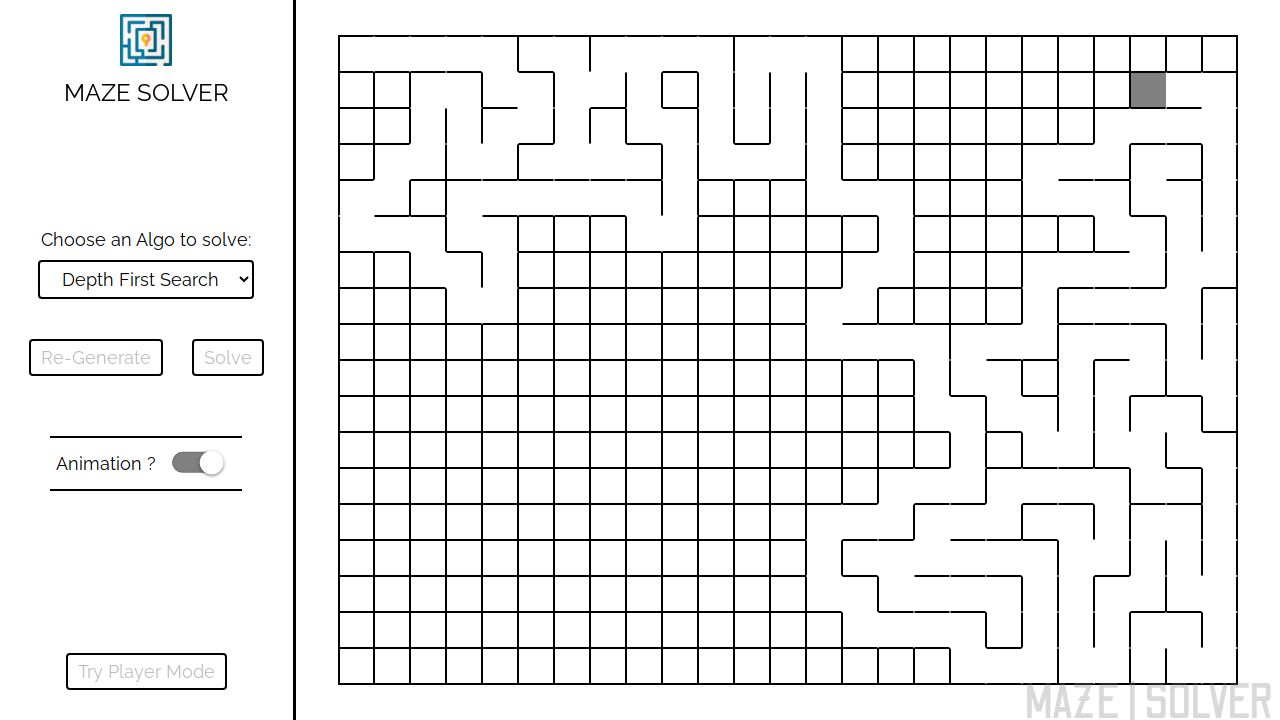 MAZE SOLVER
Choose an Algo to solve:
Depth First Search
Re-Generate
Solve
Animation ?
Try Player Mode
MAZE | SOLVER